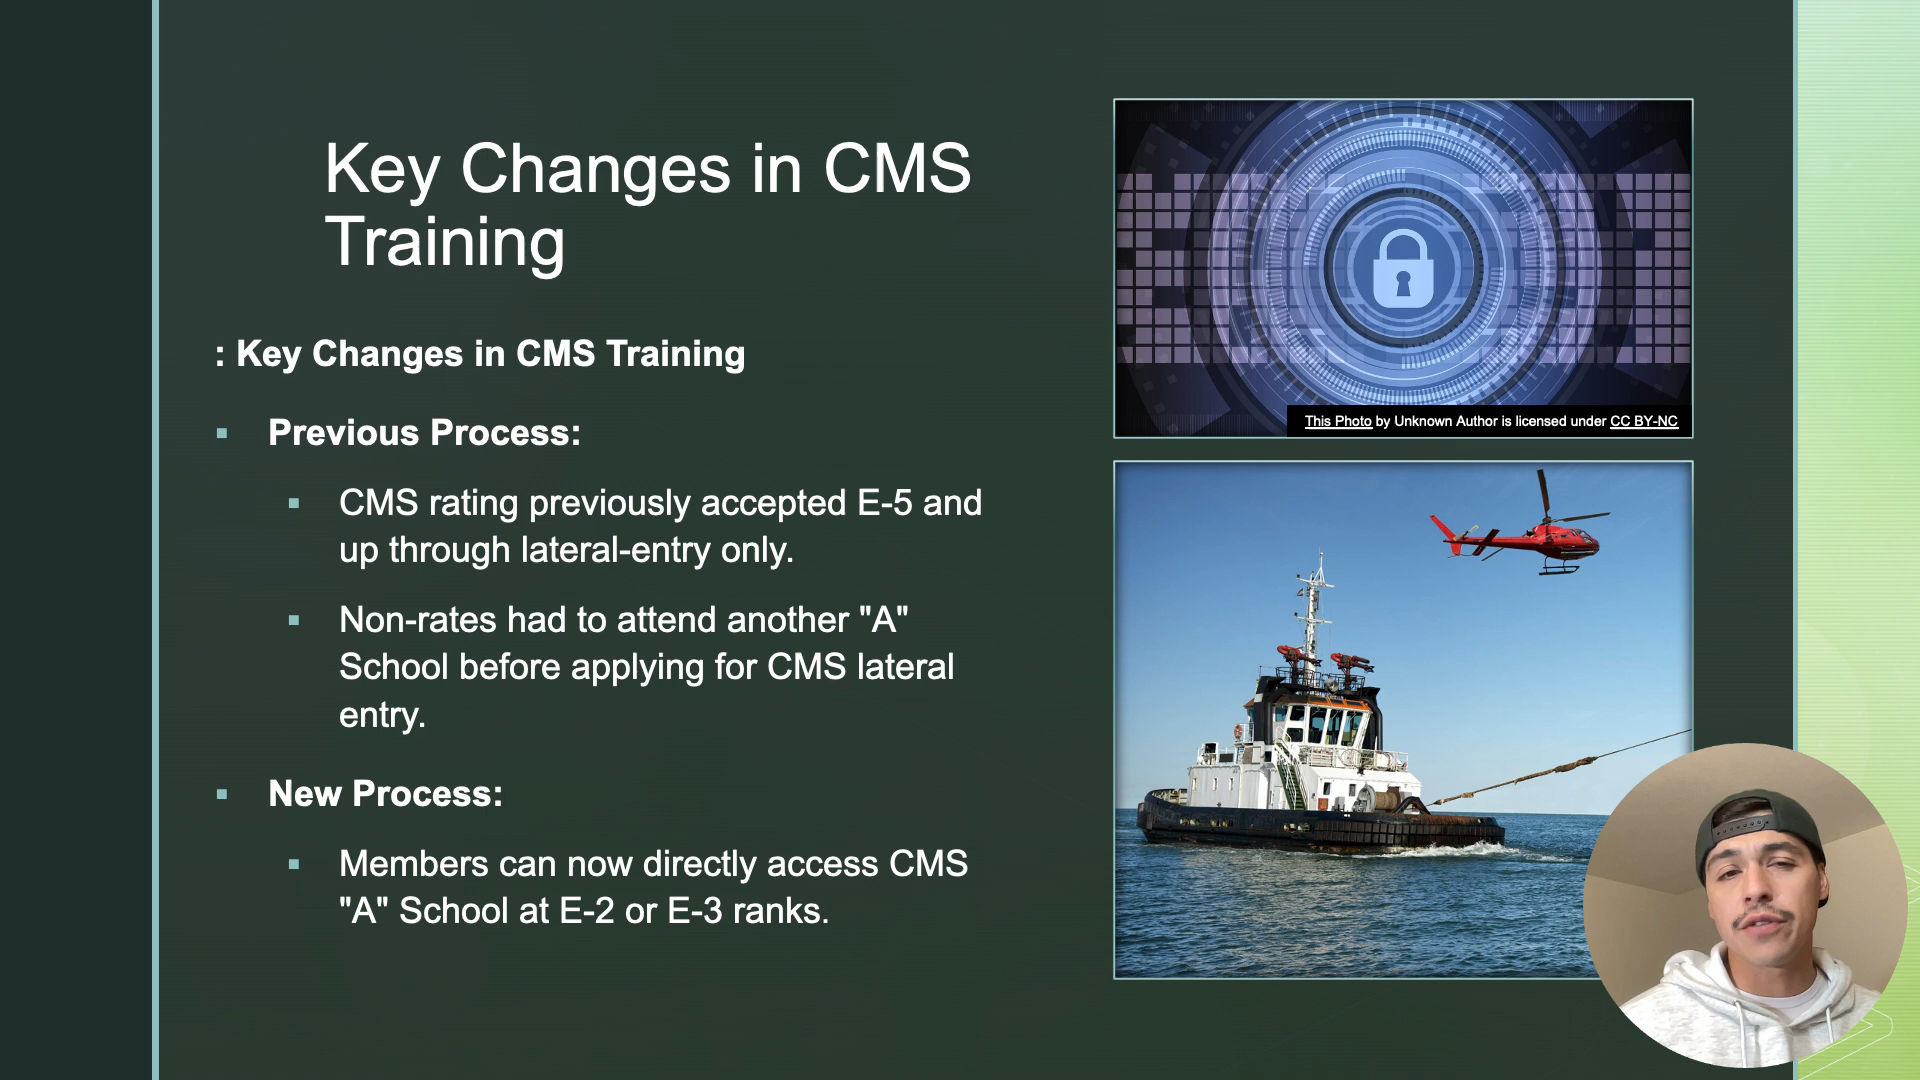 Key Changes in CMS
Training
: Key Changes in CMS Training
Previous Process:
CMS rating previously accepted E-5 and
up through lateral-entry only.
Non-rates had to attend another "A"
School before applying for CMS lateral
entry.
New Process:
Members can now directly access CMS
"A" School at E-2 or E-3 ranks.
This Photo by Unknown Author is licensed under CC BY-NC